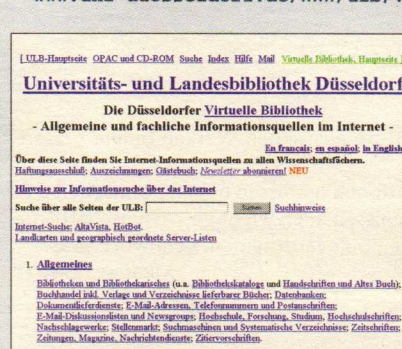 [ ULB-Hauptseite OPAC und CD-ROM Suche Index Hilfe Mail Virtuelle Bibliothek, Hauptseite ]
Universitäts- und Landesbibliothek Düsseldorf
Die Düsseldorfer Virtuelle Bibliothek
- Allgemeine und fachliche Informationsquellen im Internet -
En francais; en español; in English
Über diese Seite finden Sie Internet-Informationsquellen zu allen Wissenschaftsfächern.
Haftungsausschluß; Auszeichnungen; Gästebuch; Newsletter abonnieren! NEU
Hinweise zur Informationssuche über das Internet
Suche über alle Seiten der ULB: Suchhinweise
Internet-Suche: AltaVista, HotBot.
Landkarten und geographisch geordnete Server-Listen
1. Allgemeines
Bibliotheken und Bibliothekarisches (u.a. Bibliothekskataloge und Handschriften und Altes Buch);
Buchhandel inkl. Verlage und Verzeichnisse lieferbarer Bücher; Datenbanken;
Dokumentlieferdienste; E-Mail-Adressen, Telefonnummern und Postanschriften;
E-Mail-Diskussionslisten und Newsgroups; Hochschule, Forschung, Studium, Hochschulschriften;
Nachschlagewerke; Stellenmarkt; Suchmaschinen und Systematische Verzeichnisse; Zeitschriften;
Zeitungen, Magazine, Nachrichtendienste; Zitiervorschriften.